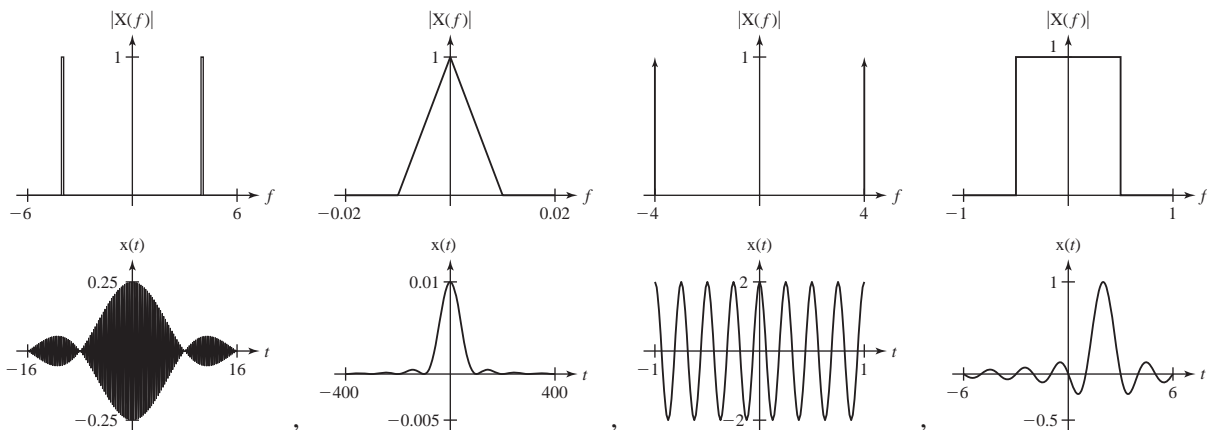 |X(f)| |X(f)| |X(f)| |X(f)|
1 1 1 1
−6 6 f −0.02 0.02 f −4 4 f −1 1 f
x(t) x(t) x(t) x(t)
0.25 0.01 2 1
−16 16 t −400 400 t −1 1 t −6 6 t
−0.25 , −0.005 , −2 , −0.5